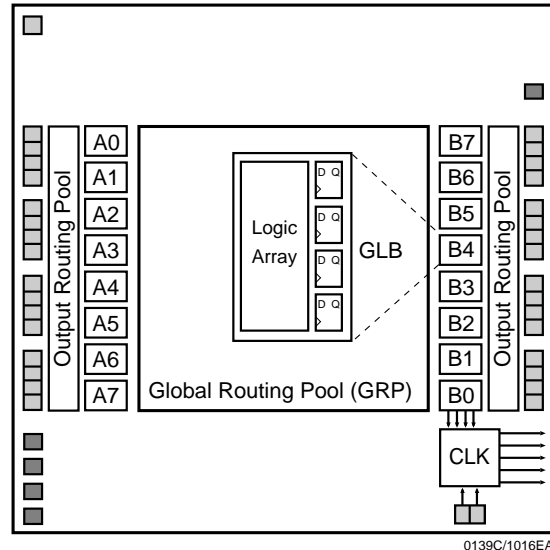 Output Routing Pool
A0
A1
A2
A3
A4
A5
A6
A7
Logic
Array
D Q
D Q
D Q
D Q
GLB
Global Routing Pool (GRP)
B7
B6
B5
B4
B3
B2
B1
B0
Output Routing Pool
CLK
0139C/1016EA